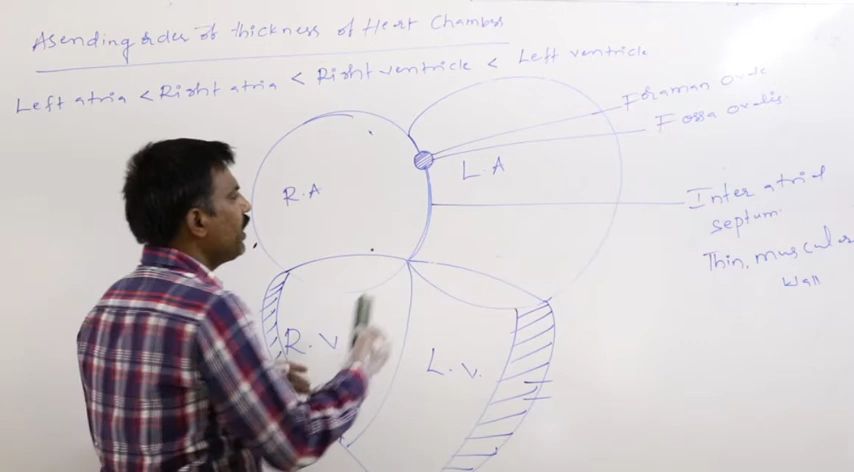 Asending order of thickness of Heart Chambers
Left atria < Right atria < Right ventricle < Left ventricle
Foraman ovale
Fossa ovalis
R.A
L.A
Inter atrial
septum.
Thin, muscular
wall
R.V
L.V.